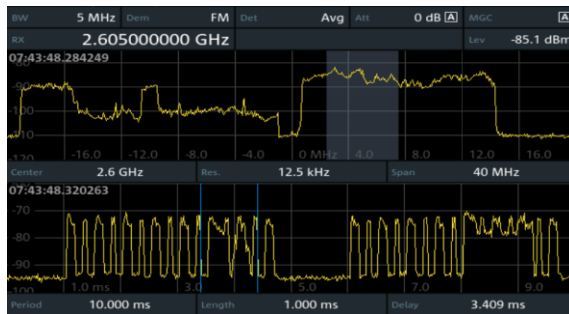 BW 5 MHz Dem FM Det Avg Att 0 dB A MGC A
RX 2.605000000 GHz Lev -85.1 dBm
07:43:48.284249
-80
-90
-100
-110
-120 -16.0 -12.0 -8.0 -4.0 0 MHz 4.0 8.0 12.0 16.0
Center 2.6 GHz Res. 12.5 kHz Span 40 MHz
07:43:48.320263
-70
-80
-90
-100 1.0 ms 3.0 5.0 7.0 9.0
Period 10.000 ms Length 1.000 ms Delay 3.409 ms